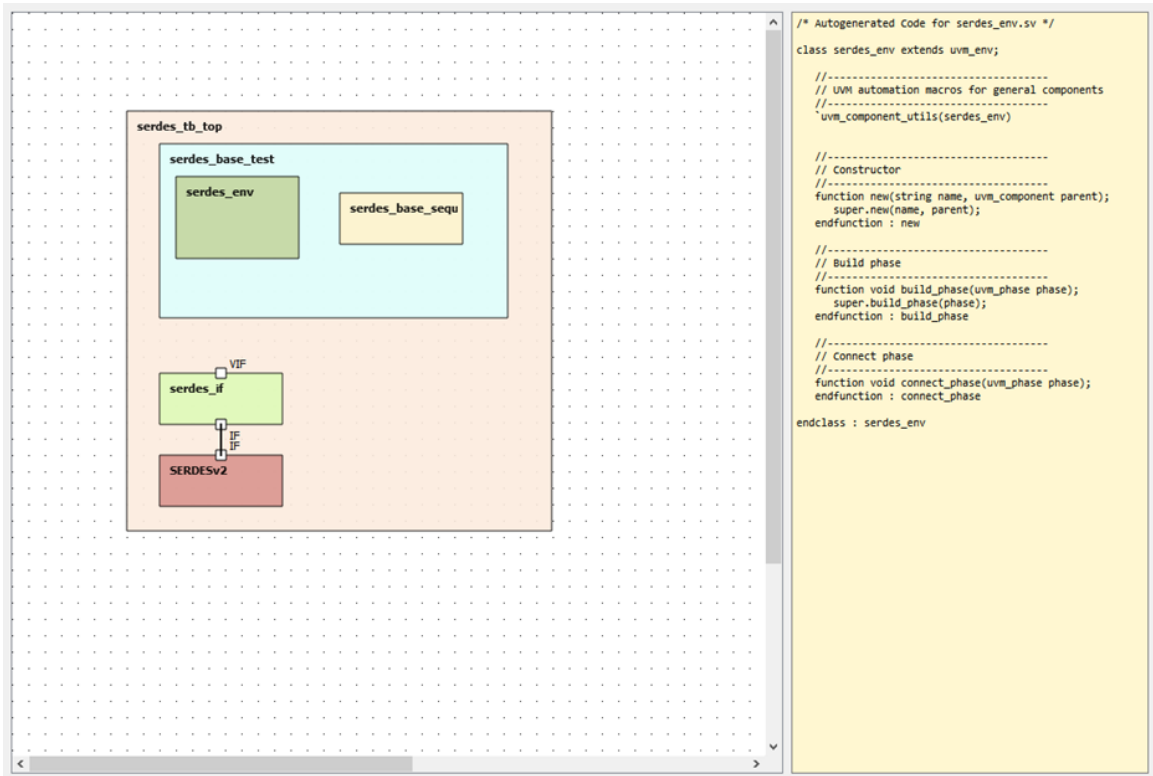 serdes_tb_top
serdes_base_test
serdes_env
serdes_base_sequ
VIF
serdes_if
IF
IF
SERDESv2
/* Autogenerated Code for serdes_env.sv */
class serdes_env extends uvm_env;
//------------------------------------
// UVM automation macros for general components
//------------------------------------
`uvm_component_utils(serdes_env)
//------------------------------------
// Constructor
//------------------------------------
function new(string name, uvm_component parent);
super.new(name, parent);
endfunction : new
//------------------------------------
// Build phase
//------------------------------------
function void build_phase(uvm_phase phase);
super.build_phase(phase);
endfunction : build_phase
//------------------------------------
// Connect phase
//------------------------------------
function void connect_phase(uvm_phase phase);
endfunction : connect_phase
endclass : serdes_env